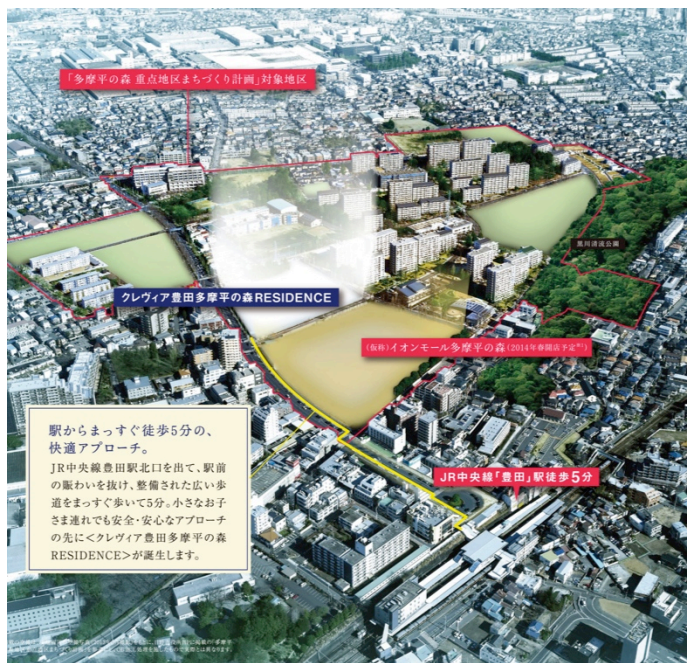 「多摩平の森 重点地区まちづくり計画」対象地区
黒川清流公園
クレヴィア豊田多摩平の森RESIDENCE
(仮称)イオンモール多摩平の森(2014年春開店予定※1)
駅からまっすぐ徒歩5分の、
快適アプローチ。
JR中央線豊田駅北口を出て、駅前
の賑わいを抜け、整備された広い歩
道をまっすぐ歩いて5分。小さなお子
さま連れでも安全・安心なアプローチ
の先に<クレヴィア豊田多摩平の森
RESIDENCE>が誕生します。
JR中央線「豊田」駅徒歩5分